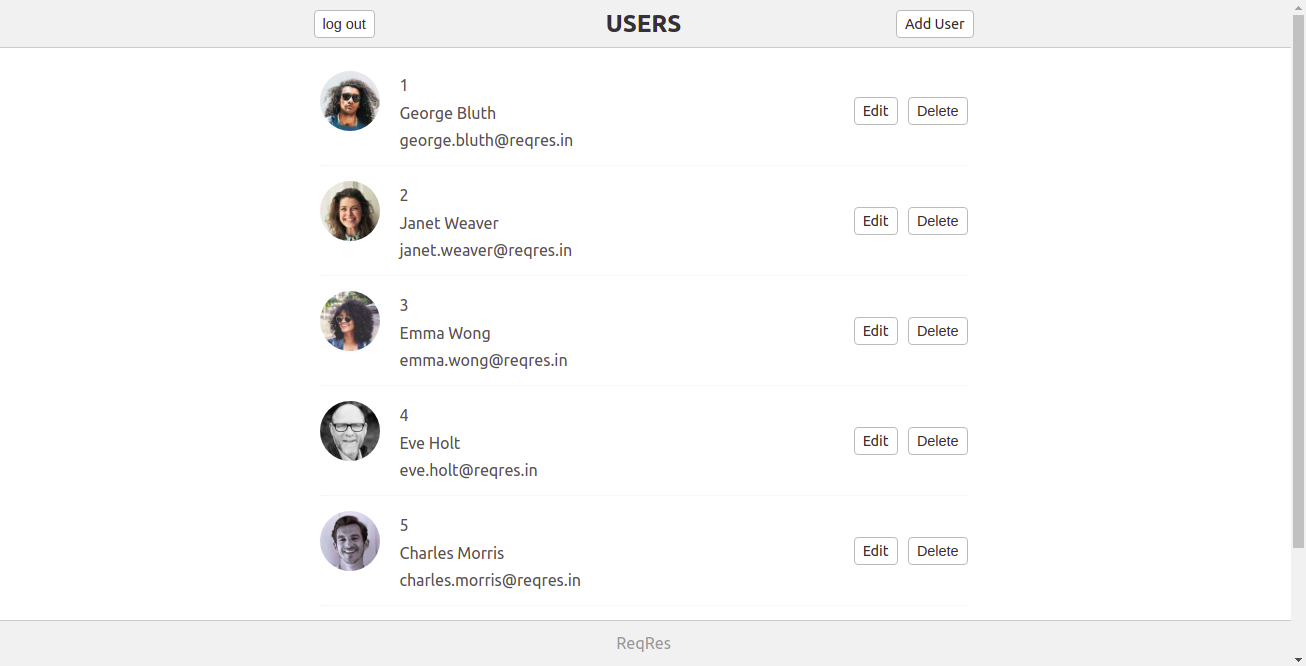 log out
USERS
Add User
1
George Bluth
george.bluth@reqres.in
Edit
Delete
2
Janet Weaver
janet.weaver@reqres.in
Edit
Delete
3
Emma Wong
emma.wong@reqres.in
Edit
Delete
4
Eve Holt
eve.holt@reqres.in
Edit
Delete
5
Charles Morris
charles.morris@reqres.in
Edit
Delete
ReqRes